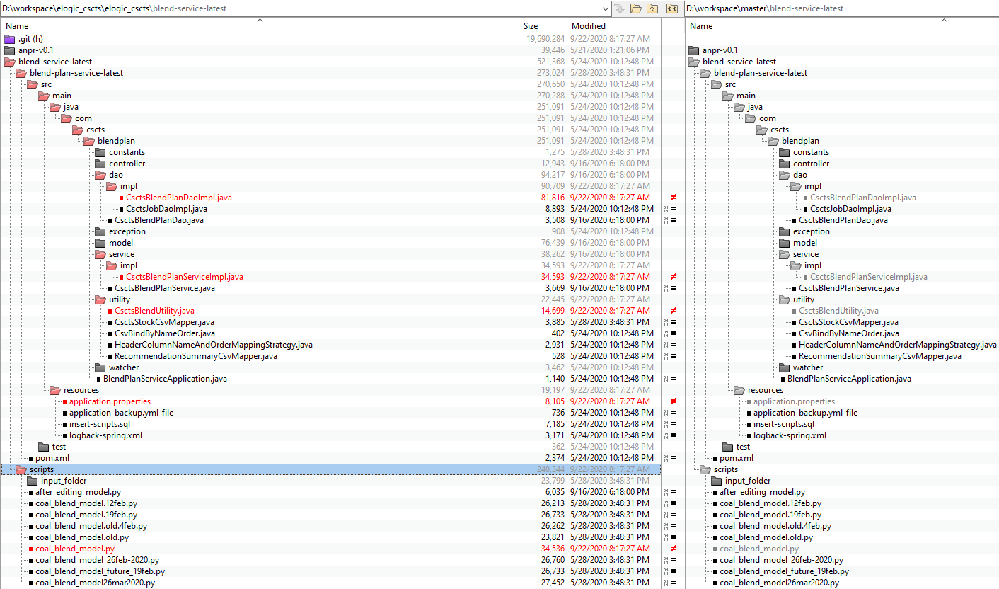 D:\workspace\elogic_cscts\elogic_cscts\blend-service-latest D:\workspace\master\blend-service-latest
Name Size Modified Name
.git (h) 19,690,284 9/22/2020 8:17:27 AM
anpr-v0.1 39,446 5/21/2020 1:21:06 PM anpr-v0.1
blend-service-latest 521,368 5/24/2020 10:12:48 PM blend-service-latest
blend-plan-service-latest 273,024 5/28/2020 3:48:31 PM blend-plan-service-latest
src 270,650 5/24/2020 10:12:48 PM src
main 270,288 5/24/2020 10:12:48 PM main
java 251,091 5/24/2020 10:12:48 PM java
com 251,091 5/24/2020 10:12:48 PM com
cscts 251,091 5/24/2020 10:12:48 PM cscts
blendplan 251,091 5/24/2020 10:12:48 PM blendplan
constants 1,275 5/28/2020 3:48:31 PM constants
controller 12,943 9/16/2020 6:18:00 PM controller
dao 94,217 9/16/2020 6:18:00 PM dao
impl 90,709 9/22/2020 8:17:27 AM impl
CsctsBlendPlanDaoImpl.java 81,816 9/22/2020 8:17:27 AM ≠ CsctsBlendPlanDaoImpl.java
CsctsJobDaoImpl.java 8,893 5/24/2020 10:12:48 PM = CsctsJobDaoImpl.java
CsctsBlendPlanDao.java 3,508 9/16/2020 6:18:00 PM = CsctsBlendPlanDao.java
exception 908 5/24/2020 10:12:48 PM exception
model 76,439 9/16/2020 6:18:00 PM model
service 38,262 9/16/2020 6:18:00 PM service
impl 34,593 9/22/2020 8:17:27 AM impl
CsctsBlendPlanServiceImpl.java 34,593 9/22/2020 8:17:27 AM ≠ CsctsBlendPlanServiceImpl.java
CsctsBlendPlanService.java 3,669 9/16/2020 6:18:00 PM = CsctsBlendPlanService.java
utility 22,445 9/22/2020 8:17:27 AM utility
CsctsBlendUtility.java 14,699 9/22/2020 8:17:27 AM ≠ CsctsBlendUtility.java
CsctsStockCsvMapper.java 3,885 5/28/2020 3:48:31 PM = CsctsStockCsvMapper.java
CsvBindByNameOrder.java 402 5/24/2020 10:12:48 PM = CsvBindByNameOrder.java
HeaderColumnNameAndOrderMappingStrategy.java 2,931 5/24/2020 10:12:48 PM = HeaderColumnNameAndOrderMappingStrategy.java
RecommendationSummaryCsvMapper.java 528 5/24/2020 10:12:48 PM = RecommendationSummaryCsvMapper.java
watcher 3,462 5/24/2020 10:12:48 PM watcher
BlendPlanServiceApplication.java 1,140 5/24/2020 10:12:48 PM = BlendPlanServiceApplication.java
resources 19,197 9/22/2020 8:17:27 AM resources
application.properties 8,105 9/22/2020 8:17:27 AM ≠ application.properties
application-backup.yml-file 736 5/24/2020 10:12:48 PM = application-backup.yml-file
insert-scripts.sql 7,185 5/24/2020 10:12:48 PM = insert-scripts.sql
logback-spring.xml 3,171 5/24/2020 10:12:48 PM = logback-spring.xml
test 362 5/24/2020 10:12:48 PM test
pom.xml 2,374 5/24/2020 10:12:48 PM = pom.xml
scripts 248,344 9/22/2020 8:17:27 AM scripts
input_folder 23,799 5/28/2020 3:48:31 PM input_folder
after_editing_model.py 6,035 9/16/2020 6:18:00 PM = after_editing_model.py
coal_blend_model.12feb.py 26,213 5/28/2020 3:48:31 PM = coal_blend_model.12feb.py
coal_blend_model.19feb.py 26,733 5/28/2020 3:48:31 PM = coal_blend_model.19feb.py
coal_blend_model.old.4feb.py 26,262 5/28/2020 3:48:31 PM = coal_blend_model.old.4feb.py
coal_blend_model.old.py 23,821 5/28/2020 3:48:31 PM = coal_blend_model.old.py
coal_blend_model.py 34,536 9/22/2020 8:17:27 AM ≠ coal_blend_model.py
coal_blend_model_26feb-2020.py 26,760 5/28/2020 3:48:31 PM = coal_blend_model_26feb-2020.py
coal_blend_model_future_19feb.py 26,733 5/28/2020 3:48:31 PM = coal_blend_model_future_19feb.py
coal_blend_model26mar2020.py 27,452 5/28/2020 3:48:31 PM = coal_blend_model26mar2020.py